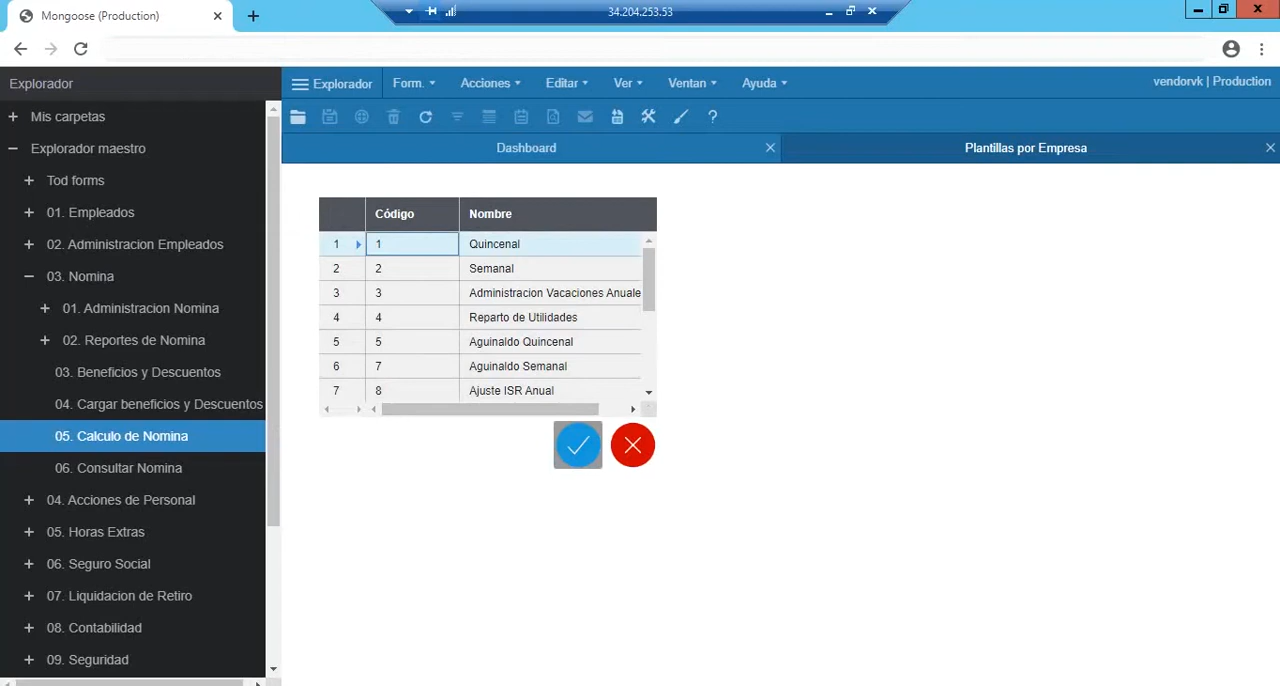 Mongoose (Production)
34.204.253.53
Explorador
Explorador
Form.
Acciones
Editar
Ver
Ventan
Ayuda
vendorvk | Production
Mis carpetas
Explorador maestro
Tod forms
01. Empleados
02. Administracion Empleados
03. Nomina
01. Administracion Nomina
02. Reportes de Nomina
03. Beneficios y Descuentos
04. Cargar beneficios y Descuentos
05. Calculo de Nomina
06. Consultar Nomina
04. Acciones de Personal
05. Horas Extras
06. Seguro Social
07. Liquidacion de Retiro
08. Contabilidad
09. Seguridad
Dashboard
Plantillas por Empresa
Código Nombre
1 1 Quincenal
2 2 Semanal
3 3 Administracion Vacaciones Anuale
4 4 Reparto de Utilidades
5 5 Aguinaldo Quincenal
6 7 Aguinaldo Semanal
7 8 Ajuste ISR Anual